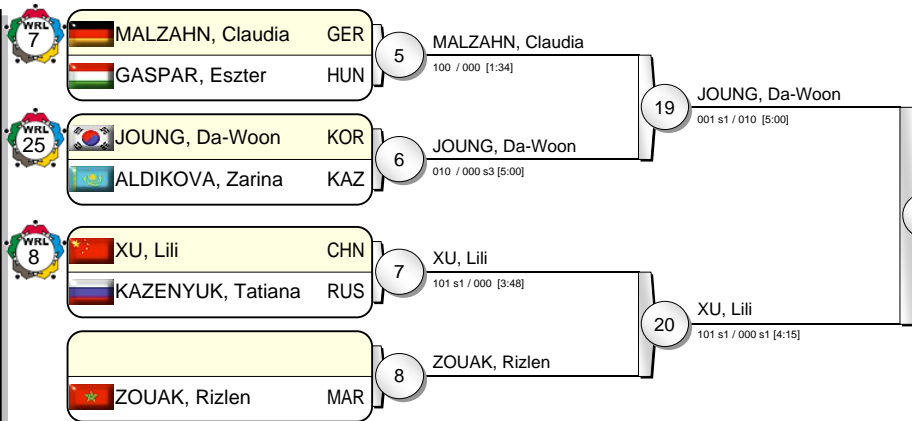 WRL
7
MALZAHN, Claudia GER
GASPAR, Eszter HUN
5
MALZAHN, Claudia
100 / 000 [1:34]
19
JOUNG, Da-Woon
001 s1 / 010 [5:00]
WRL
25
JOUNG, Da-Woon KOR
ALDIKOVA, Zarina KAZ
6
JOUNG, Da-Woon
010 / 000 s3 [5:00]
WRL
8
XU, Lili CHN
KAZENYUK, Tatiana RUS
7
XU, Lili
101 s1 / 000 [3:48]
20
XU, Lili
101 s1 / 000 s1 [4:15]
ZOUAK, Rizlen MAR
8
ZOUAK, Rizlen